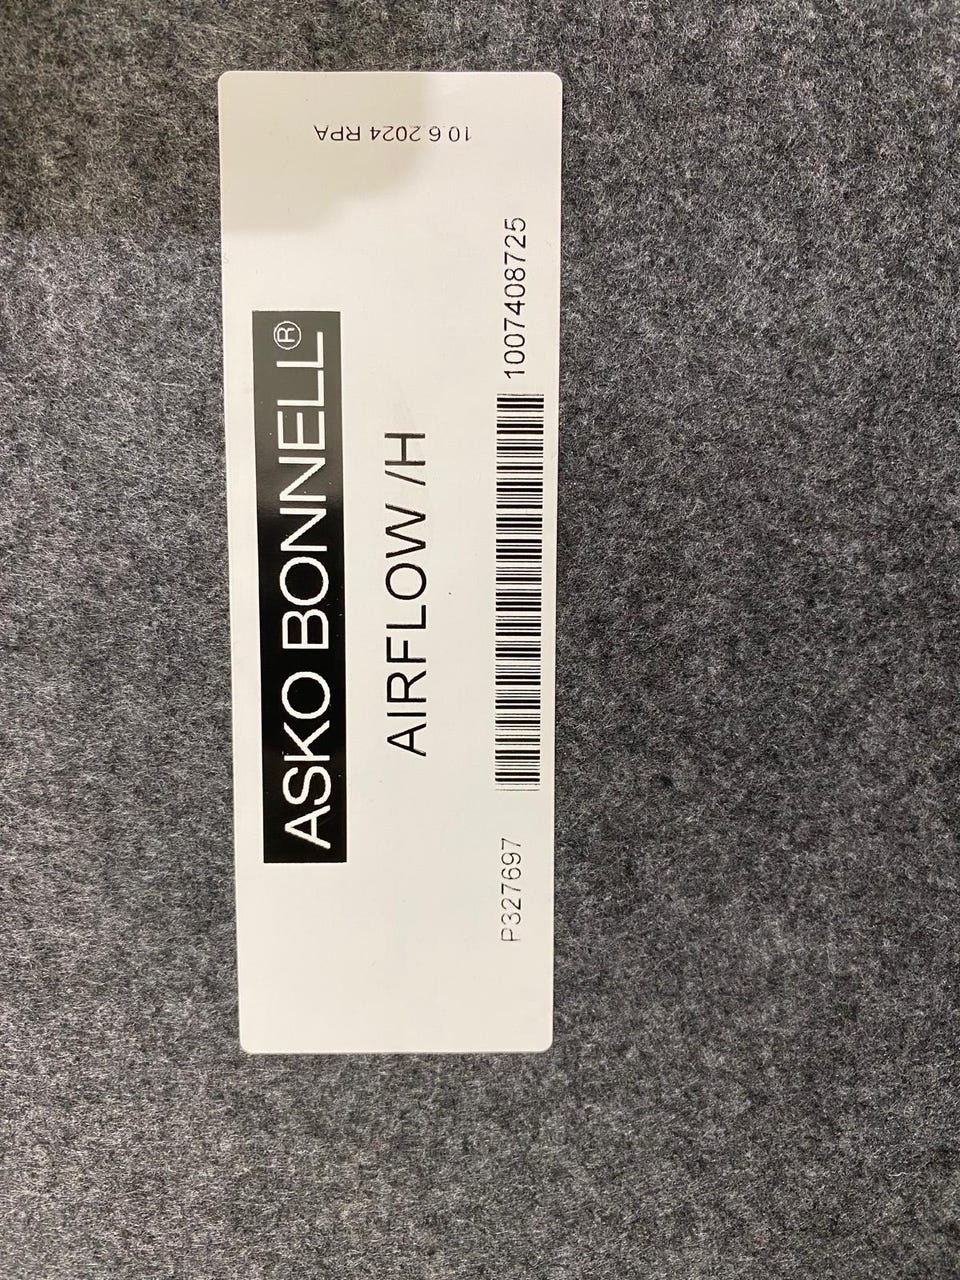 ASKO BONNELL®
AIRFLOW /H
P327697
1007408725
10.6.2024 RPA